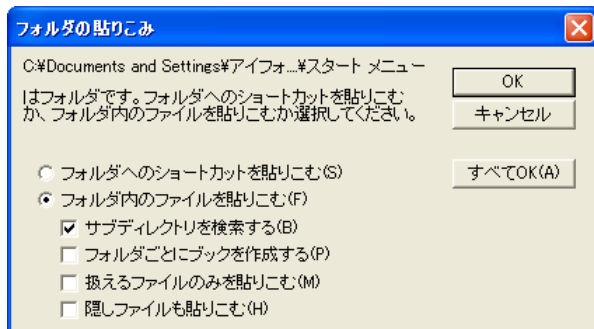 フォルダの貼りこみ
C:¥Documents and Settings¥アイフォ...¥スタート メニュー
はフォルダです。フォルダへのショートカットを貼りこむ
か、フォルダ内のファイルを貼りこむか選択してください。
OK
キャンセル
すべてOK(A)
フォルダへのショートカットを貼りこむ(S)
フォルダ内のファイルを貼りこむ(F)
サブディレクトリを検索する(B)
フォルダごとにブックを作成する(P)
扱えるファイルのみを貼りこむ(M)
隠しファイルも貼りこむ(H)